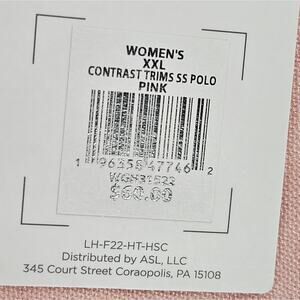 WOMEN'S
XXL
CONTRAST TRIMS SS POLO
PINK
$60.00
LH-F22-HT-HSC
Distributed by ASL, LLC
345 Court Street Coraopolis, PA 15108